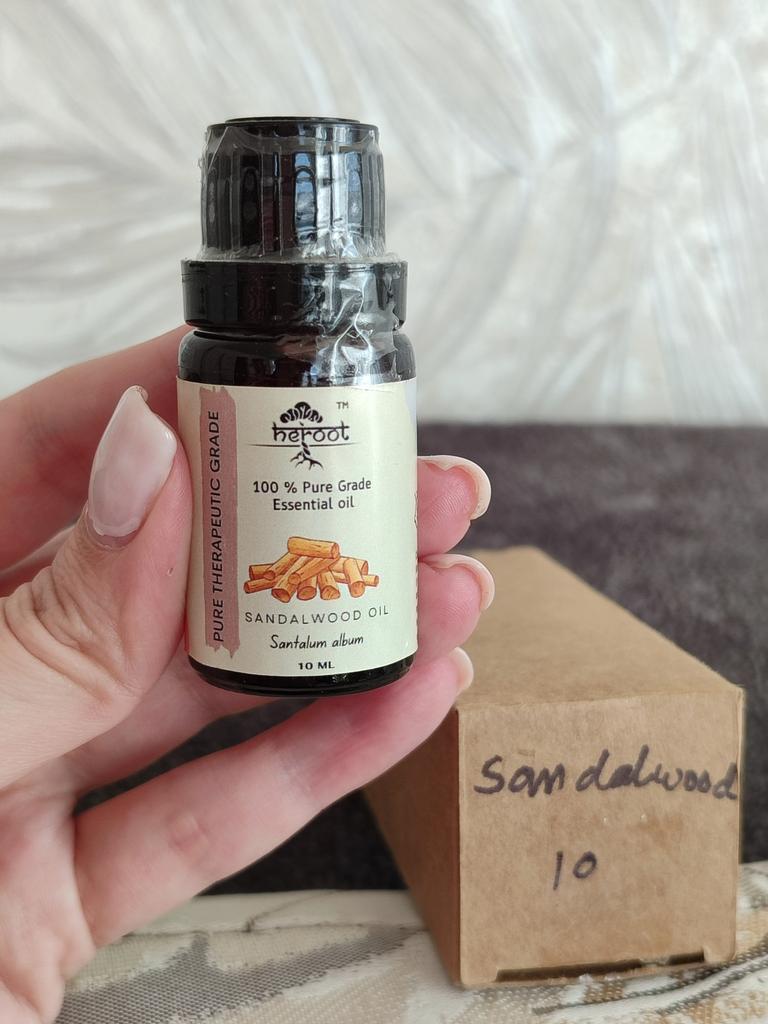 heroot
TM
100 % Pure Grade
Essential oil
PURE THERAPEUTIC GRADE
SANDALWOOD OIL
Santalum album
10 ML
Sandalwood
10